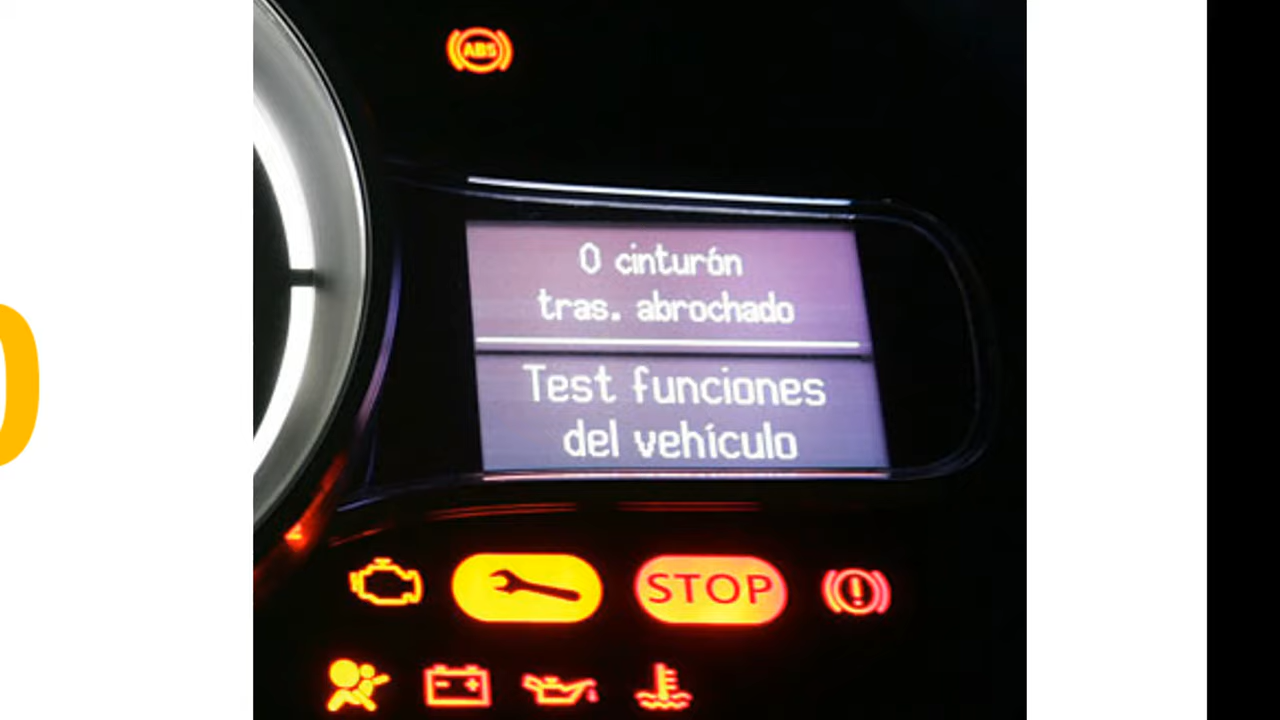 ABS
0 cinturón
tras. abrochado
Test funciones
del vehículo
STOP